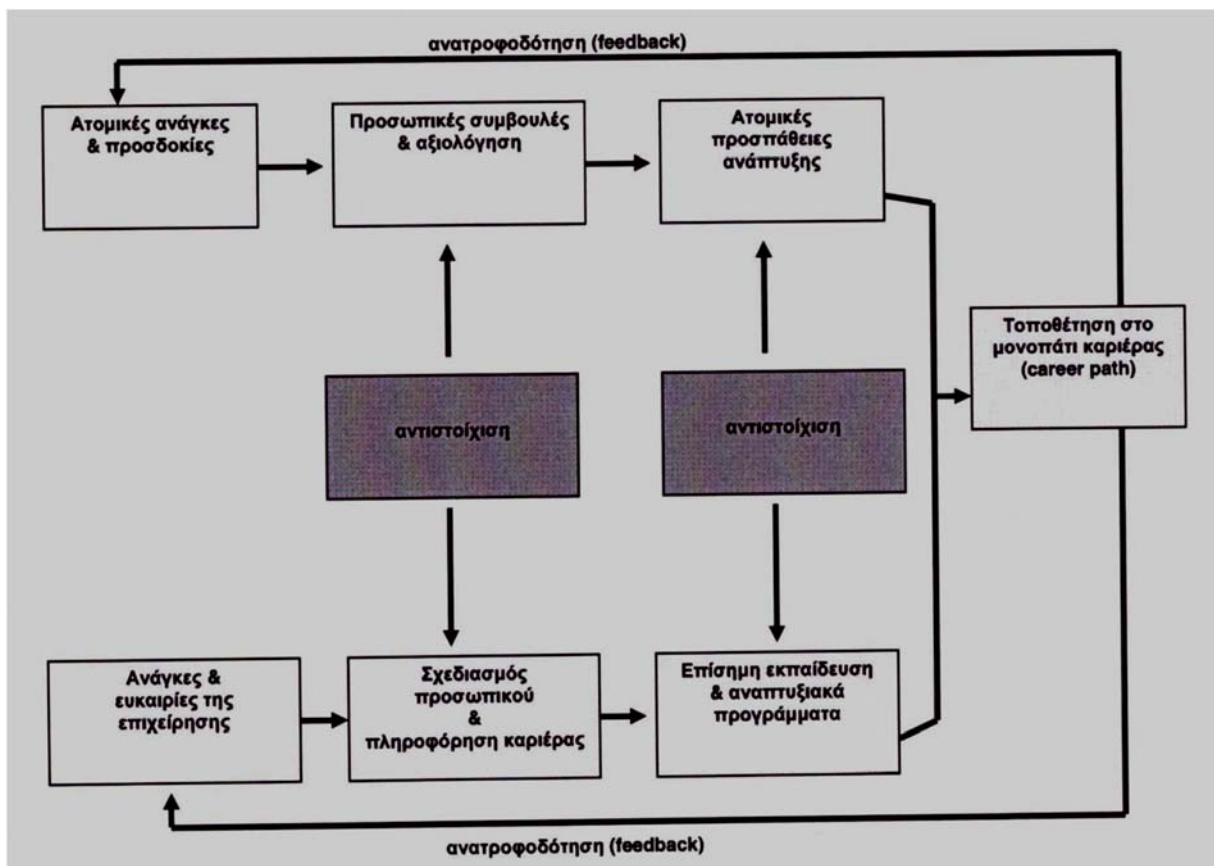 ανατροφοδότηση (feedback)
Ατομικές ανάγκες
& προσδοκίες
Προσωπικές συμβουλές
& αξιολόγηση
Ατομικές
προσπάθειες
ανάπτυξης
Τοποθέτηση στο
μονοπάτι καριέρας
(career path)
αντιστοίχιση
αντιστοίχιση
Ανάγκες &
ευκαιρίες της
επιχείρησης
Σχεδιασμός
προσωπικού
&
πληροφόρηση καριέρας
Επίσημη εκπαίδευση
& αναπτυξιακά
προγράμματα
ανατροφοδότηση (feedback)